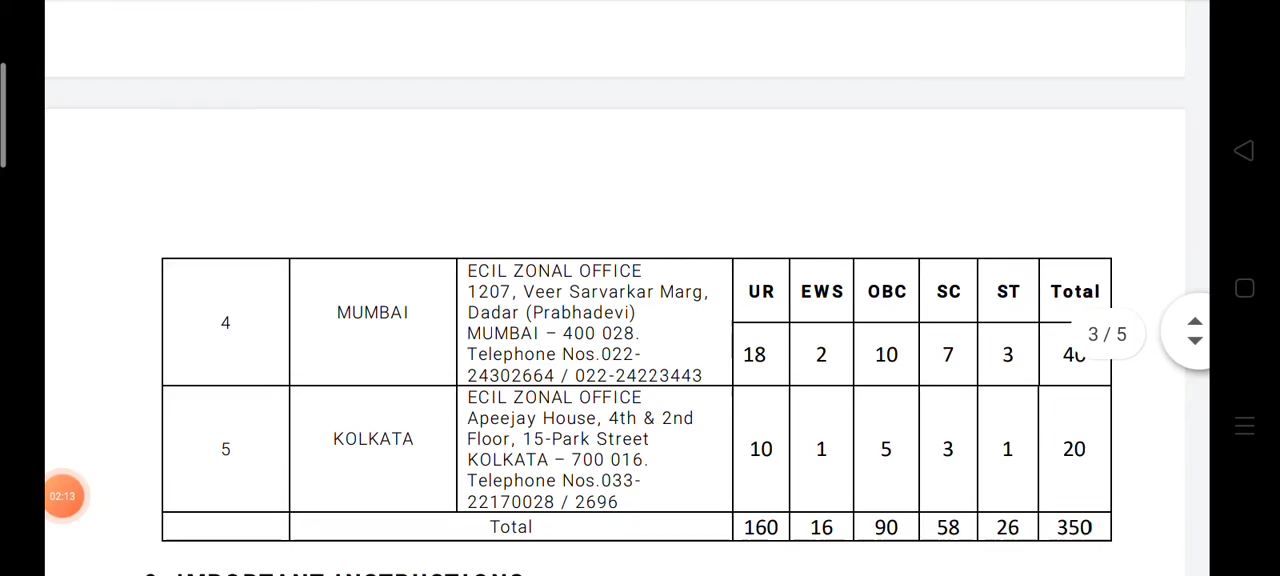 4
MUMBAI
ECIL ZONAL OFFICE
1207, Veer Sarvarkar Marg,
Dadar (Prabhadevi)
MUMBAI – 400 028.
Telephone Nos.022-
24302664 / 022-24223443
UR EWS OBC SC ST Total
18 2 10 7 3 40
3 / 5
5
KOLKATA
ECIL ZONAL OFFICE
Apeejay House, 4th & 2nd
Floor, 15-Park Street
KOLKATA – 700 016.
Telephone Nos.033-
22170028 / 2696
10 1 5 3 1 20
02:13
Total 160 16 90 58 26 350
IMPORTANT INSTRUCTIONS